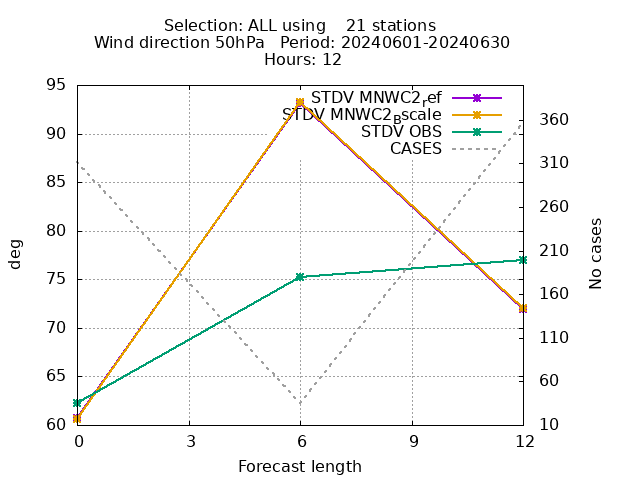 Selection: ALL using    21 stations
Wind direction 50hPa   Period: 20240601-20240630
Hours: 12
STDV MNWC2_ref
STDV MNWC2_Bscale
STDV OBS
CASES
95
90
85
80
75
70
65
60
360
310
260
210
160
110
60
10
deg
No cases
0 3 6 9 12
Forecast length